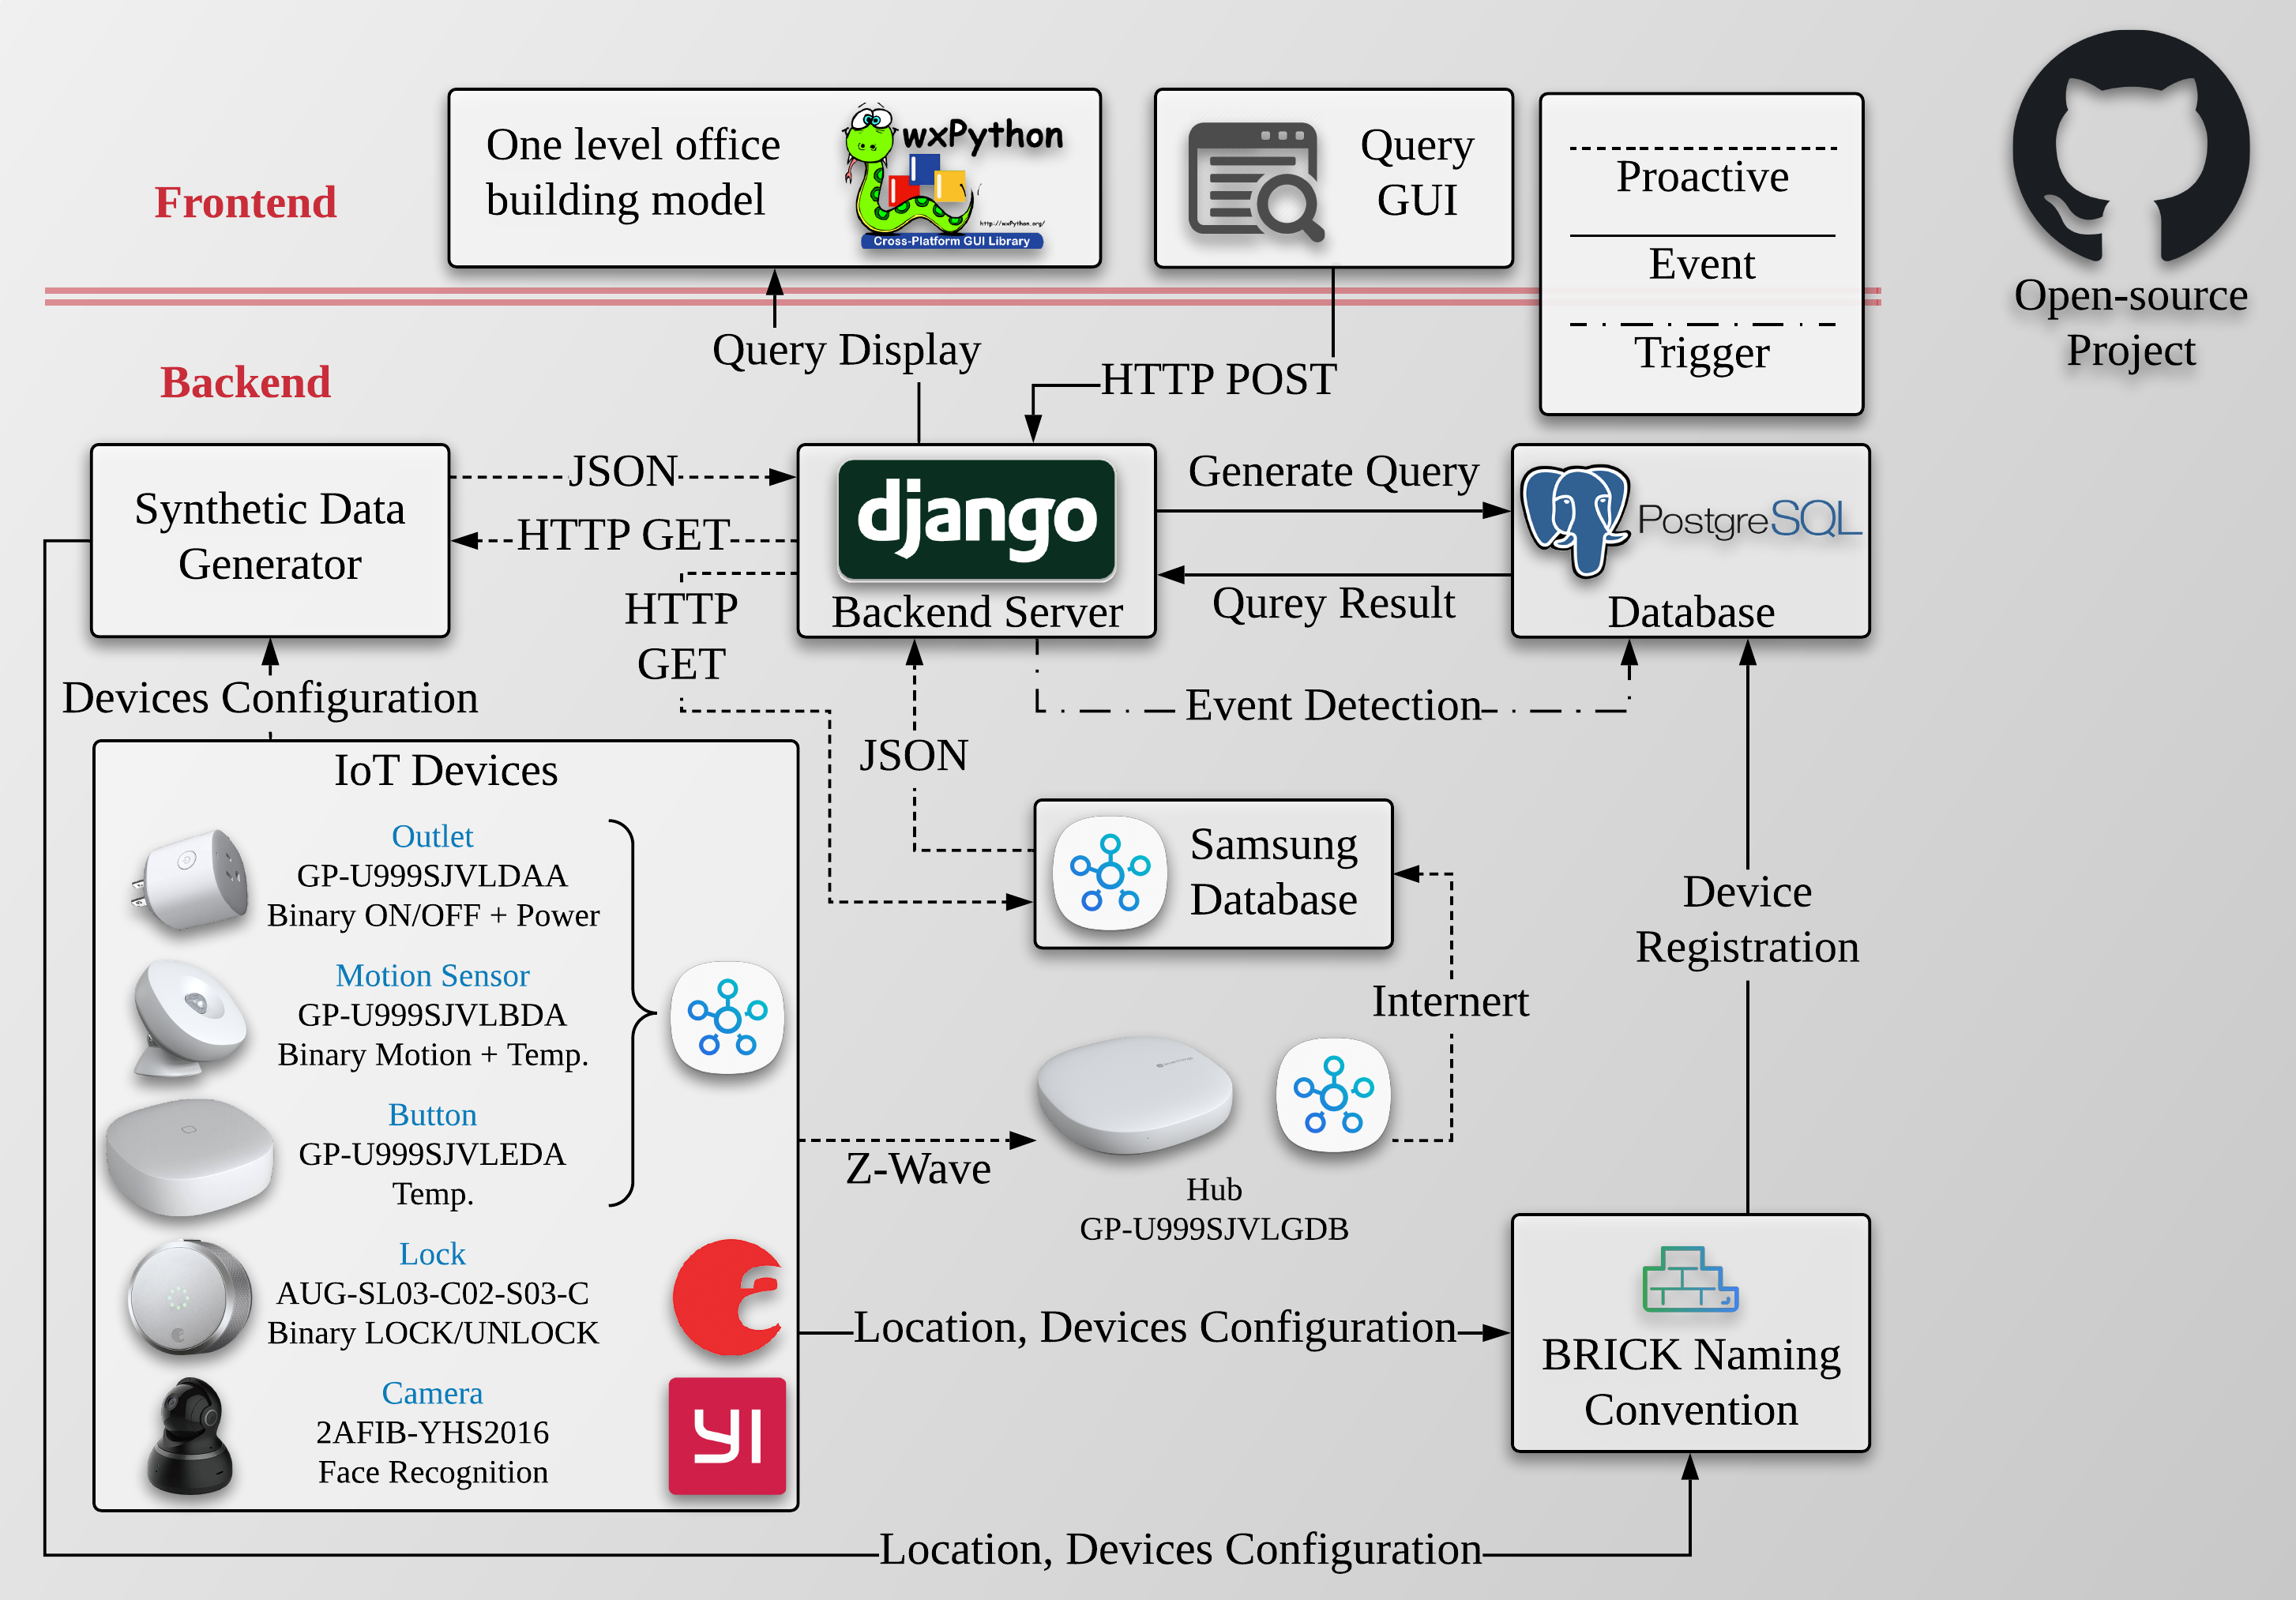 One level office
building model
wxPython
http://wxPython.org/
Cross-Platform GUI Library
Query
GUI
Proactive
Event
Trigger
Open-source
Project
Frontend
Backend
Query Display
HTTP POST
Synthetic Data
Generator
JSON
HTTP GET
HTTP
GET
django
Backend Server
Generate Query
Qurey Result
PostgreSQL
Database
Event Detection
Devices Configuration
JSON
IoT Devices
Outlet
GP-U999SJVLDAA
Binary ON/OFF + Power
Motion Sensor
GP-U999SJVLBDA
Binary Motion + Temp.
Button
GP-U999SJVLEDA
Temp.
Lock
AUG-SL03-C02-S03-C
Binary LOCK/UNLOCK
Camera
2AFIB-YHS2016
Face Recognition
YI
Samsung
Database
Internert
Z-Wave
Hub
GP-U999SJVLGDB
Device
Registration
Location, Devices Configuration
BRICK Naming
Convention
Location, Devices Configuration